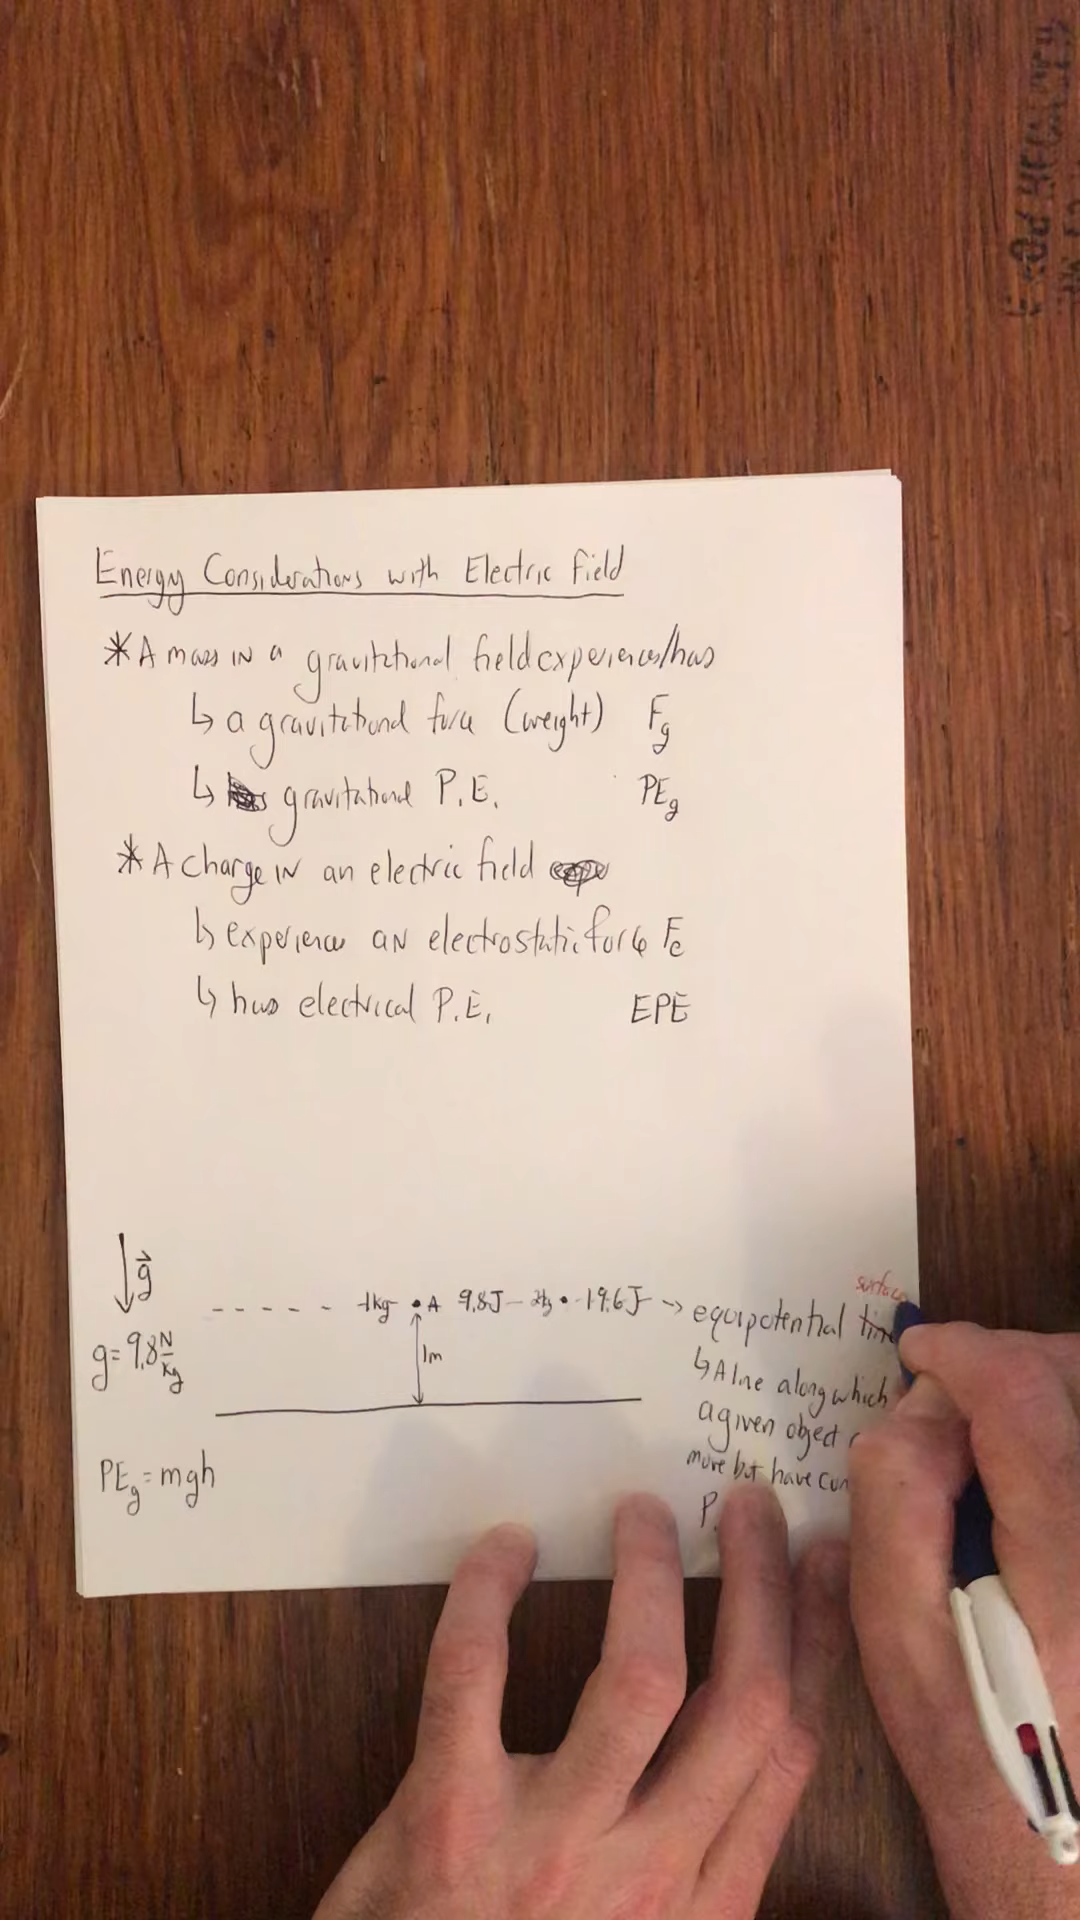 Energy Considerations with Electric Field
* A mass in a gravitational field experiences/has
↳ a gravitational force (weight) Fg
↳ gravitational P.E. PEg
* A charge in an electric field
↳ experiences an electrostatic force Fe
↳ has electrical P.E. EPE
g
g=9.8 N/kg
1kg • A 9.8J — 2kg • 19.6J → equipotential line
surface
1m
↳ A line along which
a given object
move but have con
P.
PEg = mgh